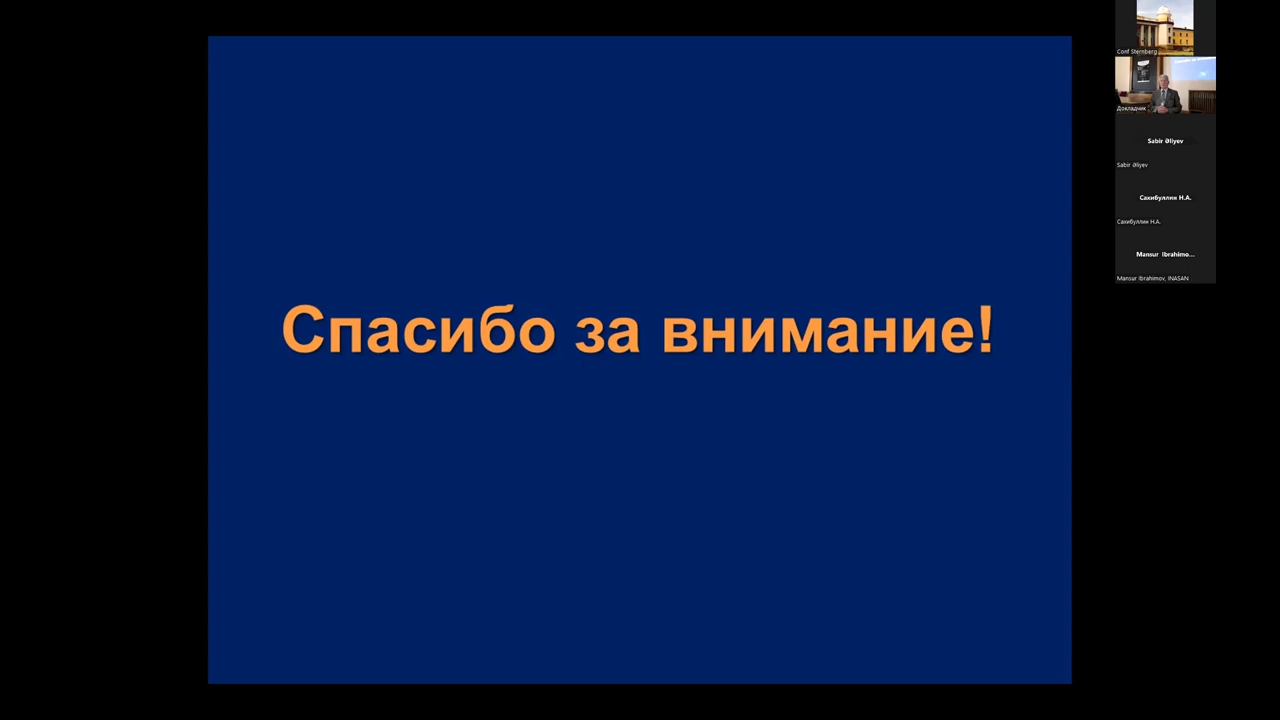 Спасибо за внимание!
Conf Sternberg
Докладчик
Sabir Əliyev
Sabir Əliyev
Сахибуллин Н.А.
Сахибуллин Н.А.
Mansur Ibrahimo...
Mansur Ibrahimov, INASAN